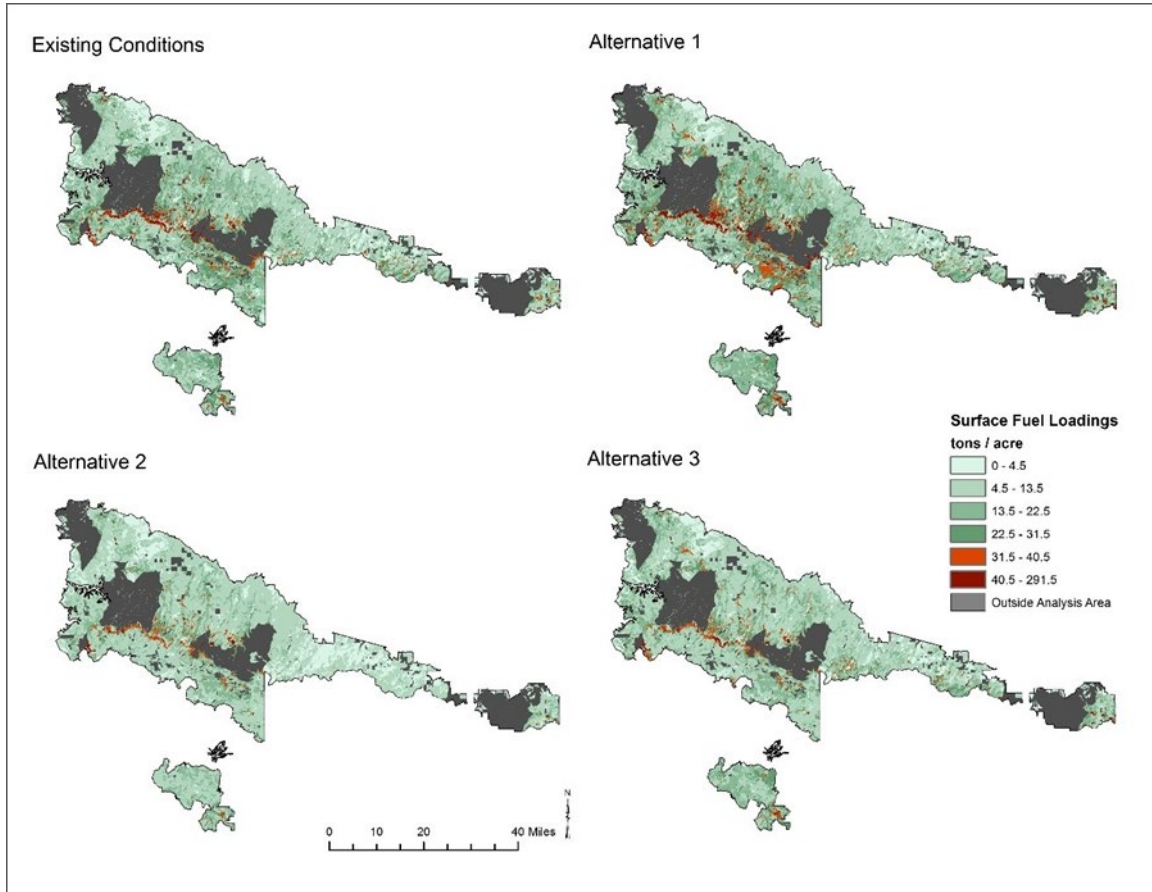 Existing Conditions
Alternative 1
Alternative 2
Alternative 3
Surface Fuel Loadings
tons / acre
0 - 4.5
4.5 - 13.5
13.5 - 22.5
22.5 - 31.5
31.5 - 40.5
40.5 - 291.5
Outside Analysis Area
N
0 10 20 40 Miles